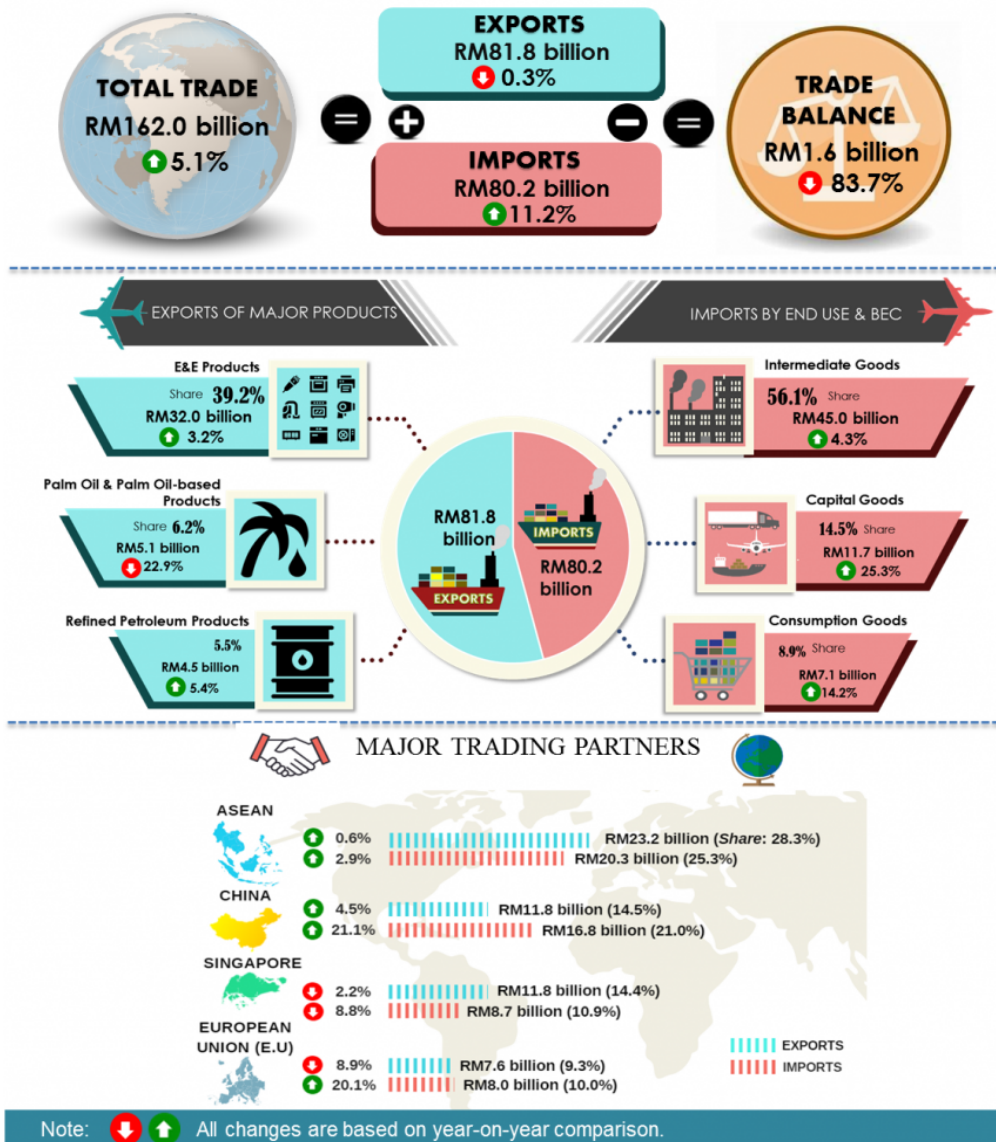 TOTAL TRADE
RM162.0 billion
5.1%
=
+
EXPORTS
RM81.8 billion
0.3%
IMPORTS
RM80.2 billion
11.2%
-
=
TRADE
BALANCE
RM1.6 billion
83.7%
EXPORTS OF MAJOR PRODUCTS
IMPORTS BY END USE & BEC
E&E Products
Share 39.2%
RM32.0 billion
3.2%
Palm Oil & Palm Oil-based
Products
Share 6.2%
RM5.1 billion
22.9%
Refined Petroleum Products
5.5%
RM4.5 billion
5.4%
RM81.8
billion
EXPORTS
IMPORTS
RM80.2
billion
Intermediate Goods
56.1% Share
RM45.0 billion
4.3%
Capital Goods
14.5% Share
RM11.7 billion
25.3%
Consumption Goods
8.9% Share
RM7.1 billion
14.2%
MAJOR TRADING PARTNERS
ASEAN
0.6% RM23.2 billion (Share: 28.3%)
2.9% RM20.3 billion (25.3%)
CHINA
4.5% RM11.8 billion (14.5%)
21.1% RM16.8 billion (21.0%)
SINGAPORE
2.2% RM11.8 billion (14.4%)
8.8% RM8.7 billion (10.9%)
EUROPEAN
UNION (E.U)
8.9% RM7.6 billion (9.3%)
20.1% RM8.0 billion (10.0%)
EXPORTS
IMPORTS
Note: All changes are based on year-on-year comparison.